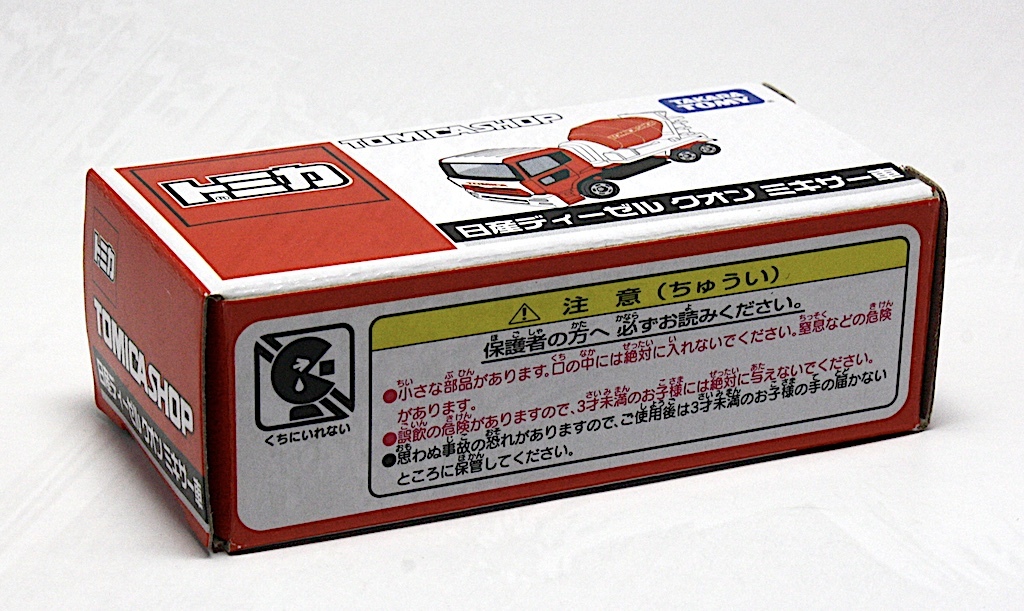 TAKARA
TOMY
TOMICASHOP
トミカ
日産ディーゼル クオン ミキサー車
トミカ
TOMICASHOP
日産ディーゼル クオン ミキサー車
くちにいれない
注 意 (ちゅうい)
保護者の方へ 必ずお読みください。
●小さな部品があります。口の中には絶対に入れないでください。窒息などの危険
があります。
●誤飲の危険がありますので、3才未満のお子様には絶対に与えないでください。
●思わぬ事故の恐れがありますので、ご使用後は3才未満のお子様の手の届かない
ところに保管してください。